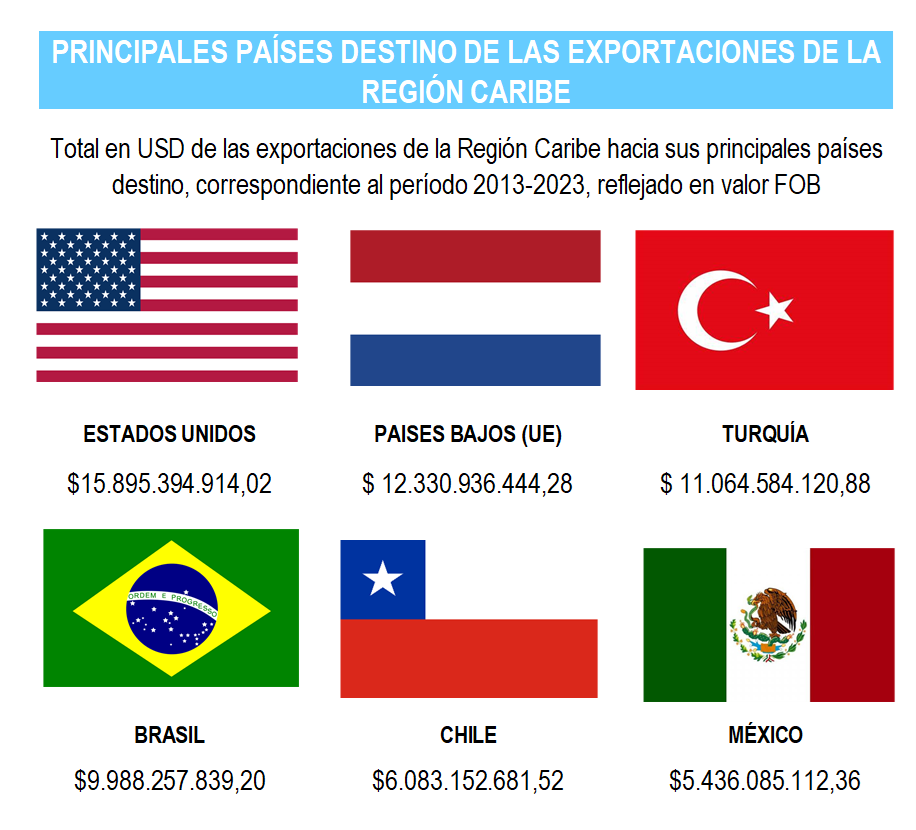 PRINCIPALES PAÍSES DESTINO DE LAS EXPORTACIONES DE LA
REGIÓN CARIBE
Total en USD de las exportaciones de la Región Caribe hacia sus principales países
destino, correspondiente al período 2013-2023, reflejado en valor FOB
ESTADOS UNIDOS
$15.895.394.914,02
PAISES BAJOS (UE)
$ 12.330.936.444,28
TURQUÍA
$ 11.064.584.120,88
ORDEM E PROGRESSO
BRASIL
$9.988.257.839,20
CHILE
$6.083.152.681,52
MÉXICO
$5.436.085.112,36